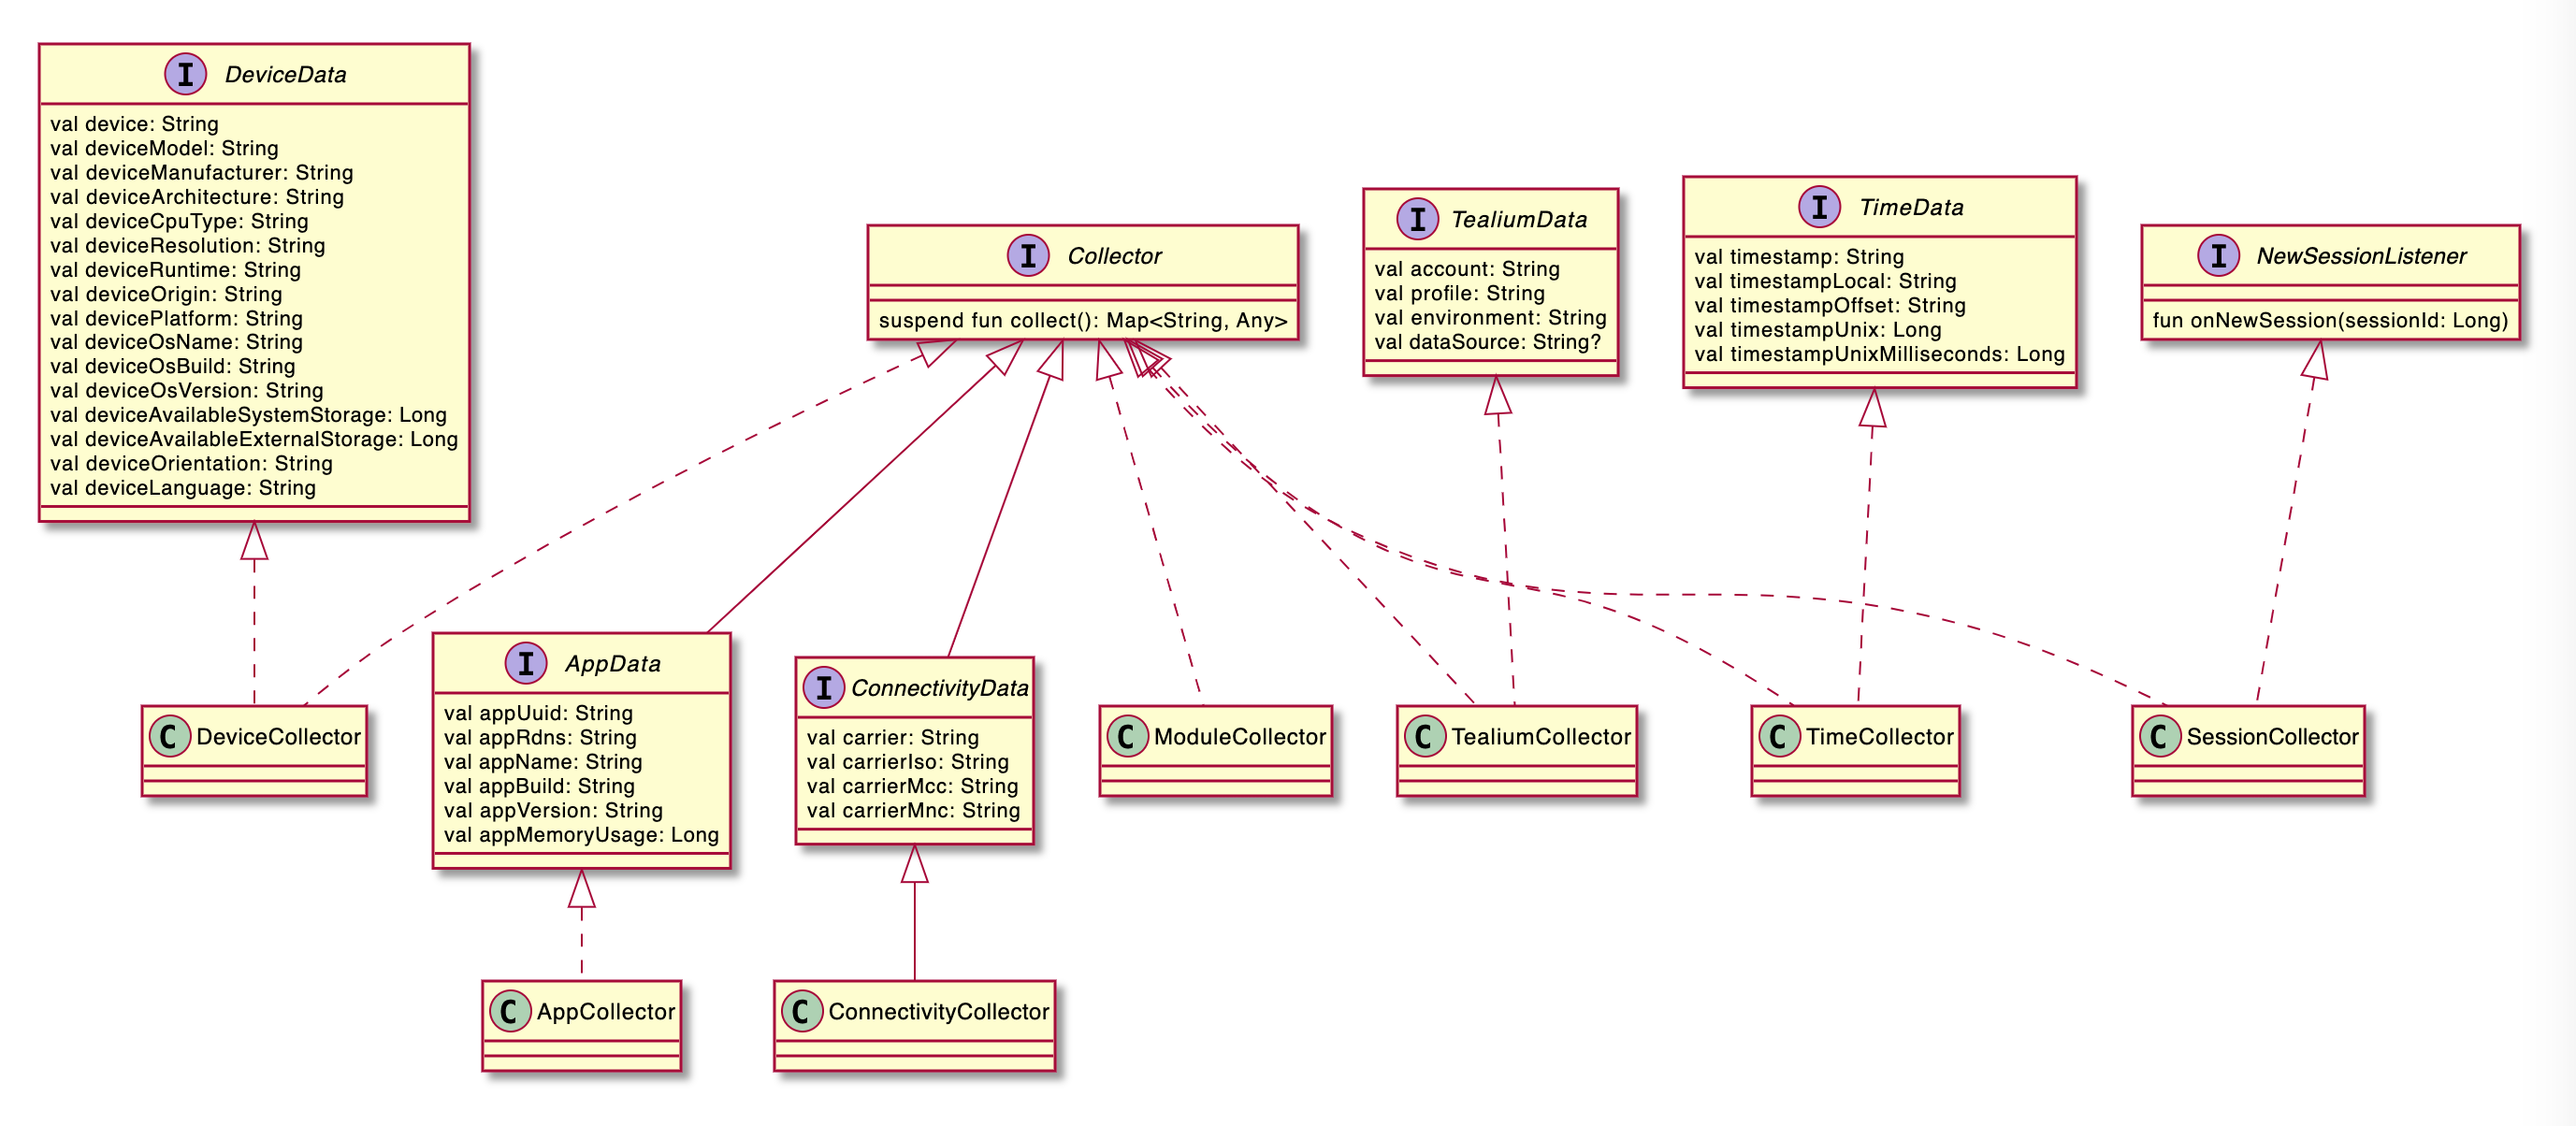 I DeviceData
val device: String
val deviceModel: String
val deviceManufacturer: String
val deviceArchitecture: String
val deviceCpuType: String
val deviceResolution: String
val deviceRuntime: String
val deviceOrigin: String
val devicePlatform: String
val deviceOsName: String
val deviceOsBuild: String
val deviceOsVersion: String
val deviceAvailableSystemStorage: Long
val deviceAvailableExternalStorage: Long
val deviceOrientation: String
val deviceLanguage: String
I Collector
suspend fun collect(): Map<String, Any>
I TealiumData
val account: String
val profile: String
val environment: String
val dataSource: String?
I TimeData
val timestamp: String
val timestampLocal: String
val timestampOffset: String
val timestampUnix: Long
val timestampUnixMilliseconds: Long
I NewSessionListener
fun onNewSession(sessionId: Long)
C DeviceCollector
I AppData
val appUuid: String
val appRdns: String
val appName: String
val appBuild: String
val appVersion: String
val appMemoryUsage: Long
I ConnectivityData
val carrier: String
val carrierIso: String
val carrierMcc: String
val carrierMnc: String
C ModuleCollector
C TealiumCollector
C TimeCollector
C SessionCollector
C AppCollector
C ConnectivityCollector